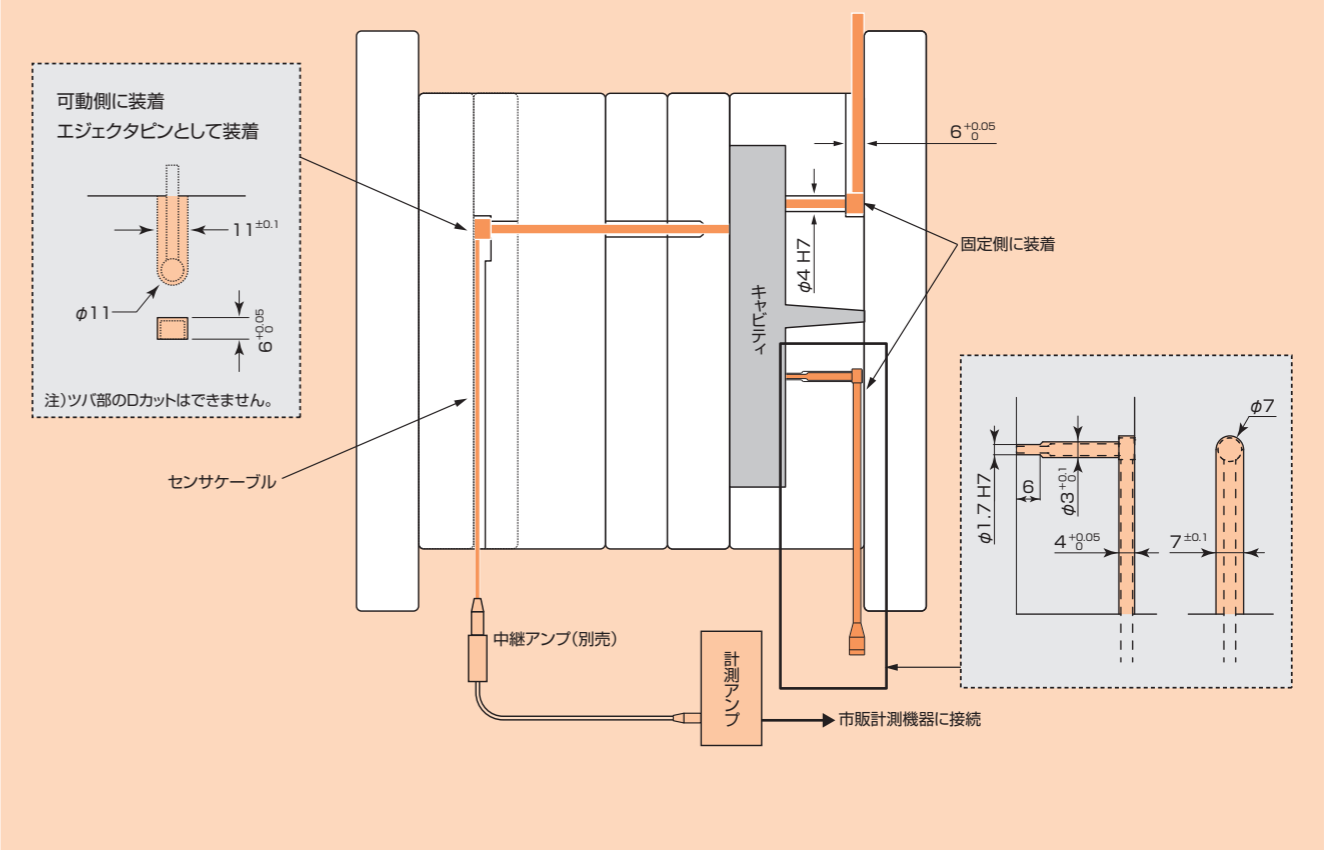 可動側に装着
エジェクタピンとして装着
11±0.1
φ11
6+0.05 0
注)ツバ部のDカットはできません。
センサケーブル
6+0.05 0
φ4 H7
固定側に装着
キャビティ
φ7
φ1.7 H7
6
φ3+0.1 0
4+0.05 0
7±0.1
中継アンプ(別売)
計測アンプ
市販計測機器に接続